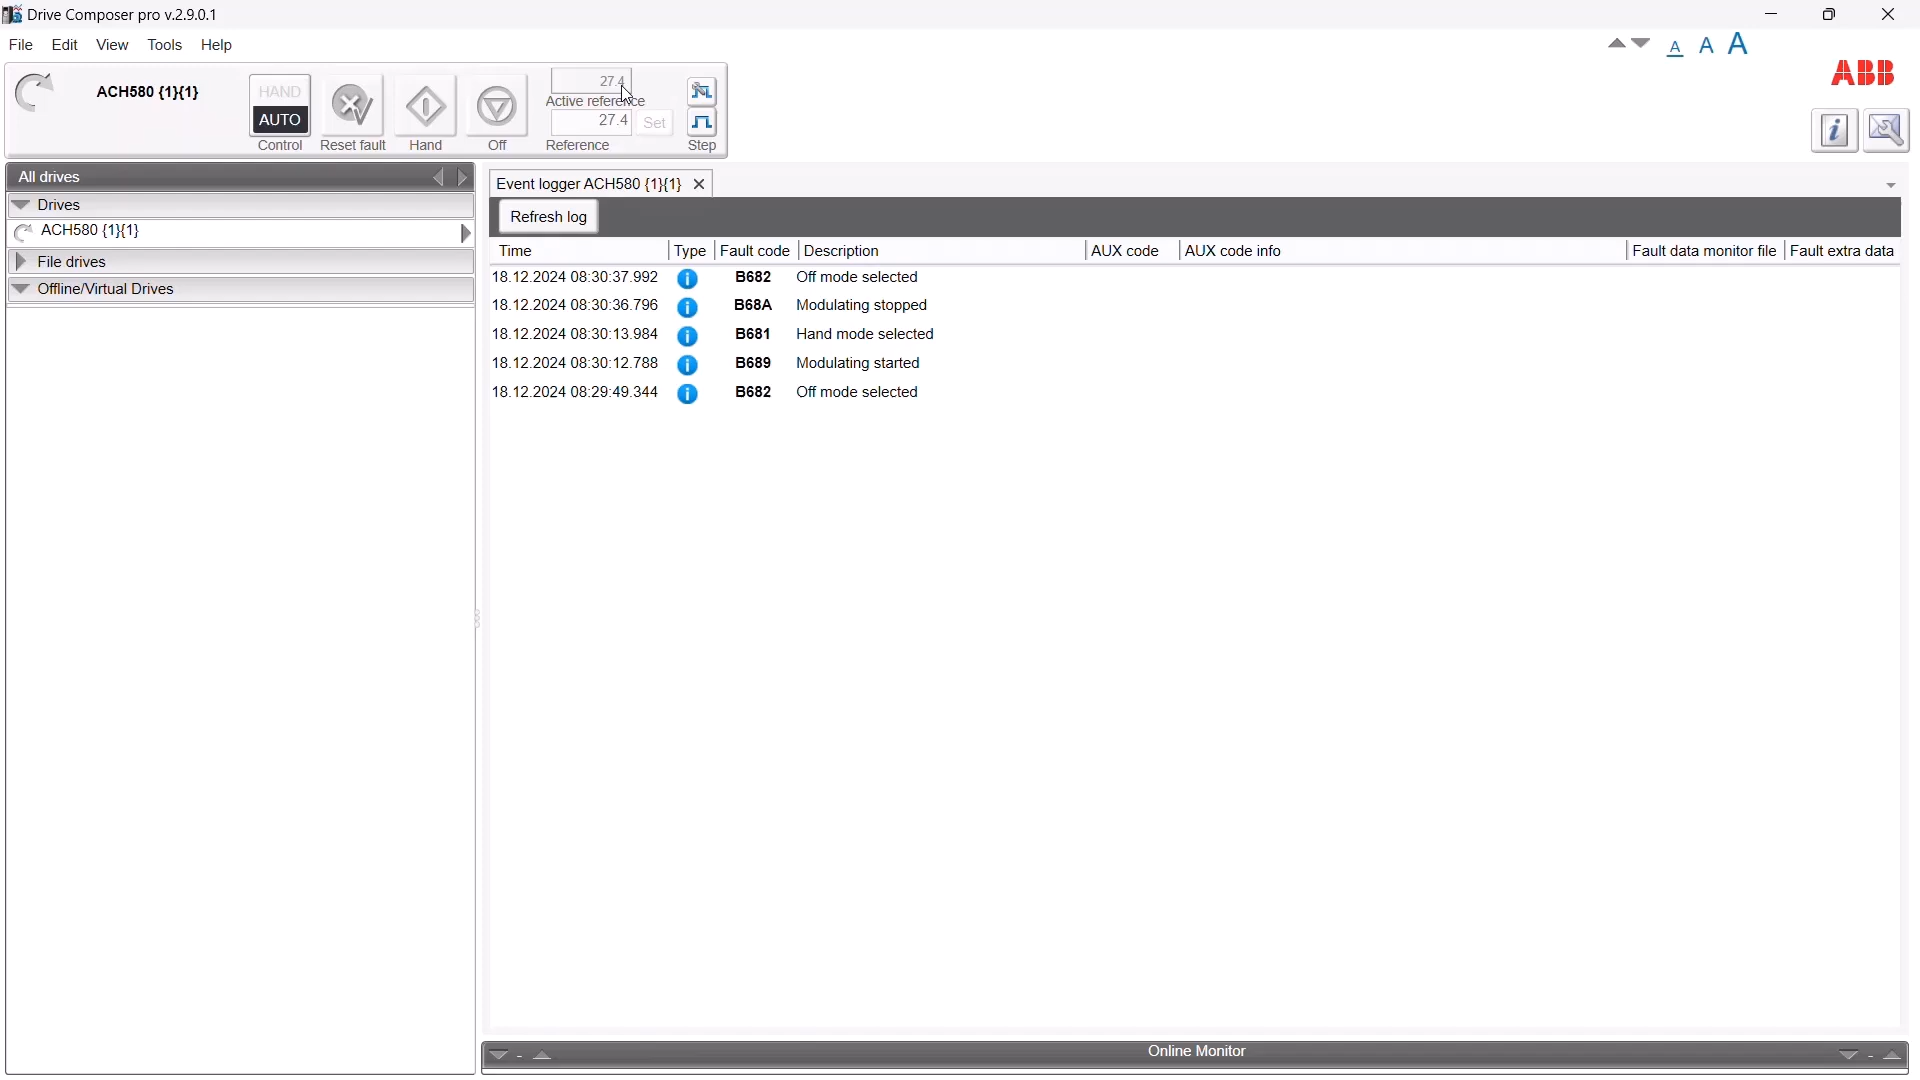 Drive Composer pro v.2.9.0.1
File Edit View Tools Help
A A A
ABB
ACH580 {1}{1}
HAND
AUTO
Control
Reset fault
Hand
Off
27.4
Active reference
27.4 Set
Reference
Step
i
All drives
Drives
ACH580 {1}{1}
File drives
Offline/Virtual Drives
Event logger ACH580 {1}{1}
Refresh log
Time Type Fault code Description AUX code AUX code info Fault data monitor file Fault extra data
18.12.2024 08:30:37.992 i B682 Off mode selected
18.12.2024 08:30:36.796 i B68A Modulating stopped
18.12.2024 08:30:13.984 i B681 Hand mode selected
18.12.2024 08:30:12.788 i B689 Modulating started
18.12.2024 08:29:49.344 i B682 Off mode selected
- Online Monitor -